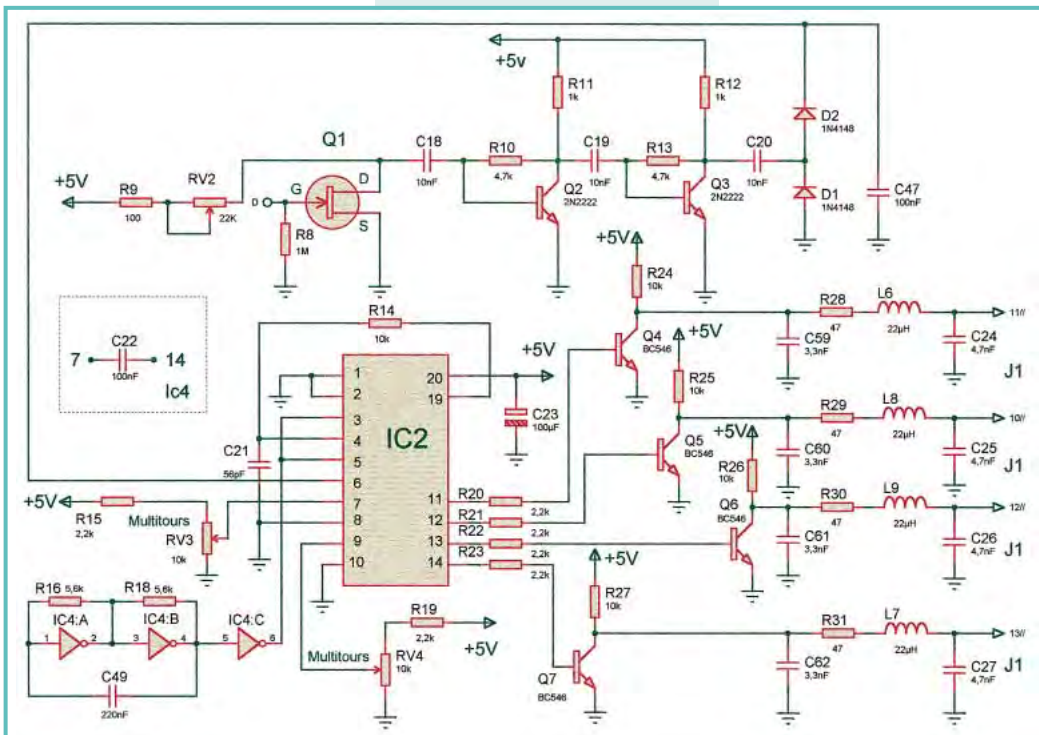 +5v
R11
1k
R12
1k
D2
1N4148
Q1
C18
10nF
R10
4,7k
C19
10nF
R13
4,7k
C20
10nF
+5V
R9
100
RV2
22K
D
G
D
S
Q2
2N2222
Q3
2N2222
D1
1N4148
C47
100nF
R8
1M
+5V
R24
10k
R14
10k
C22
7 14
100nF
Ic4
Q4
BC546
+5V
R28
47
L6
22µH
11//
C59
3,3nF
C24
4,7nF
J1
1
2
3
4
5
6
7
8
9
10
IC2
20
19
11
12
13
14
+5V
C23
100µF
R25
10k
C21
56pF
Q5
BC546
+5V
R29
47
L8
22µH
10//
C60
3,3nF
C25
4,7nF
J1
R26
10k
+5V
R15
2,2k
Multitours
RV3
10k
R20
2,2k
R21
2,2k
R22
2,2k
R23
2,2k
Q6
BC546
R30
47
L9
22µH
12//
C61
3,3nF
C26
4,7nF
J1
+5V
R27
10k
R16 5,6k
R18 5,6k
IC4:A
1 2
IC4:B
3 4
IC4:C
5 6
C49
220nF
R19
2,2k
+5V
Multitours
RV4
10k
Q7
BC546
R31
47
L7
22µH
13//
C62
3,3nF
C27
4,7nF
J1